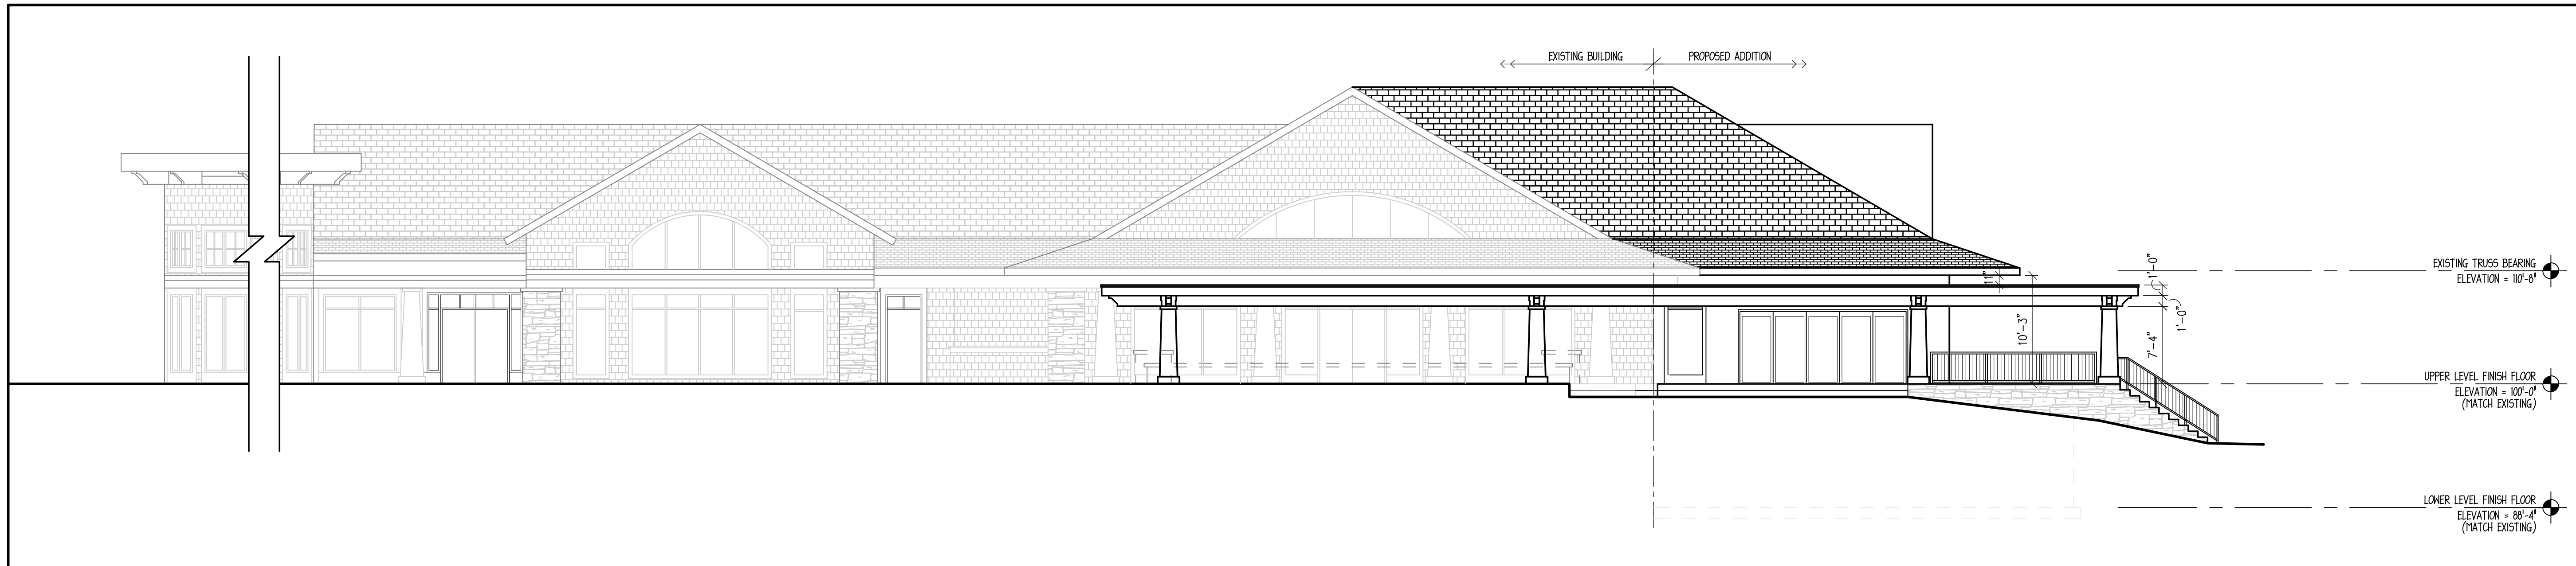 EXISTING BUILDING
PROPOSED ADDITION
EXISTING TRUSS BEARING
ELEVATION = 110'-8"
1'-0"
11"
1'-0"
10'-3"
7'-4"
UPPER LEVEL FINISH FLOOR
ELEVATION = 100'-0"
(MATCH EXISTING)
LOWER LEVEL FINISH FLOOR
ELEVATION = 88'-4"
(MATCH EXISTING)